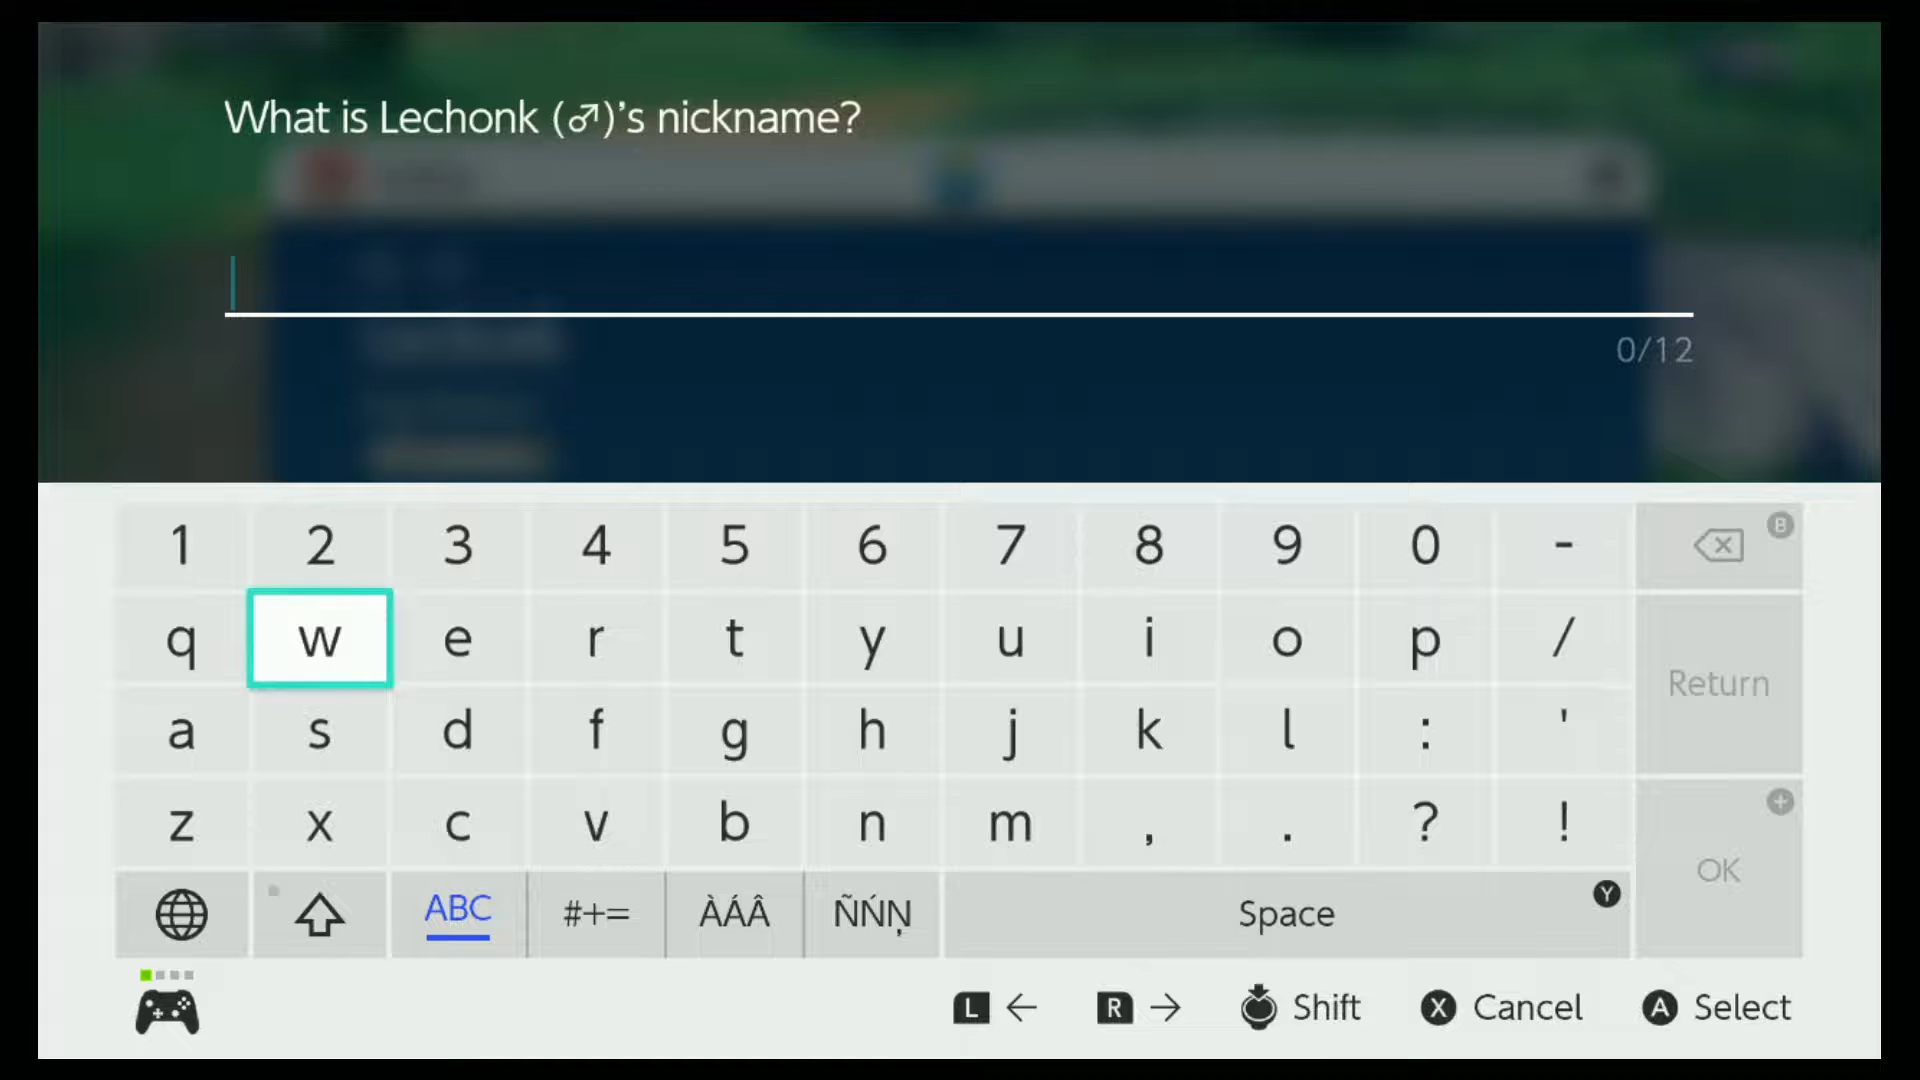 What is Lechonk (♂)'s nickname?
0/12
1 2 3 4 5 6 7 8 9 0 -
B
q w e r t y u i o p /
Return
a s d f g h j k l : '
z x c v b n m , . ? !
OK
ABC #+= ÀÁÂ ÑŃŅ Space Y
L ← R → Shift X Cancel A Select